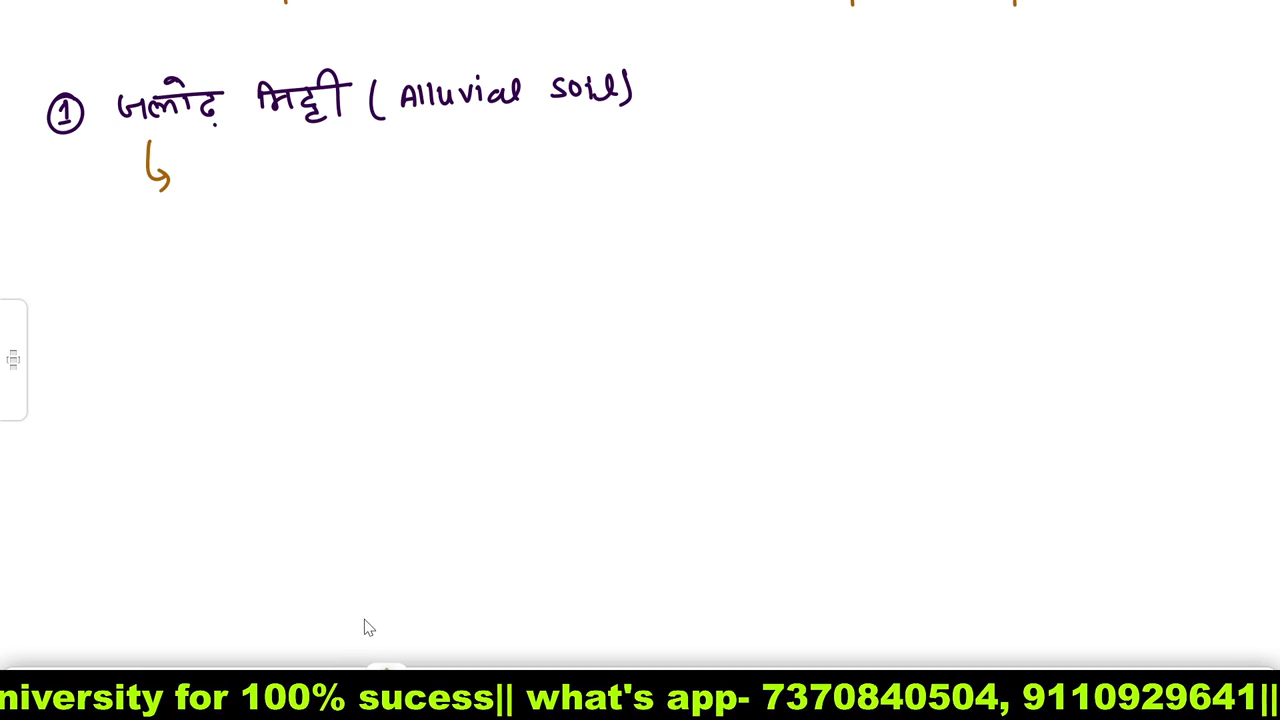 ① जलोढ़ मिट्टी ( Alluvial soil)
niversity for 100% sucess|| what's app- 7370840504, 9110929641||